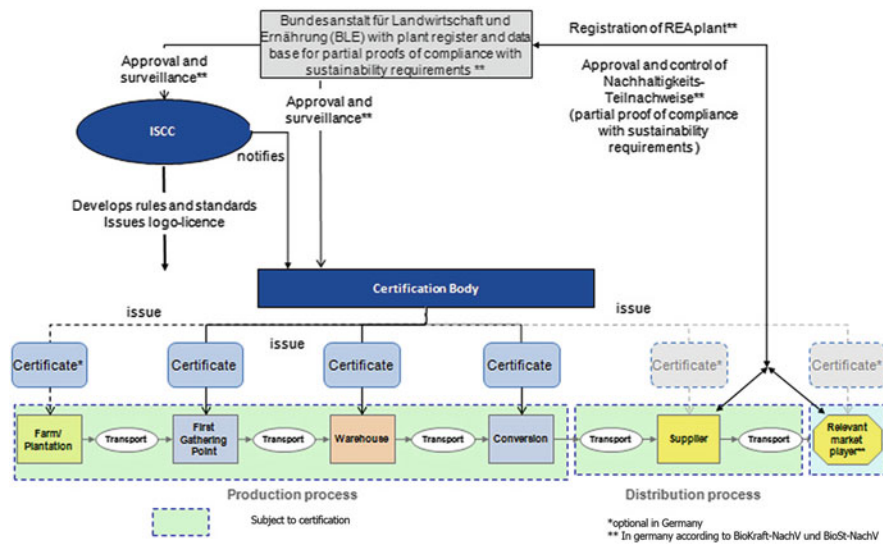 Bundesanstalt für Landwirtschaft und
Ernährung (BLE) with plant register and data
base for partial proofs of compliance with
sustainability requirements **
Registration of REAplant**
Approval and
surveillance**
Approval and
surveillance**
Approval and control of
Nachhaltigkeits-
Teilnachweise**
(partial proof of compliance
with sustainability
requirements )
ISCC
notifies
Develops rules and standards
Issues logo-licence
Certification Body
issue
issue
issue
issue
Certificate*
Certificate
Certificate
Certificate
Certificate*
Certificate*
Farm/
Plantation
Transport
First
Gathering
Point
Transport
Warehouse
Transport
Conversion
Transport
Supplier
Transport
Relevant
market
player**
Production process
Distribution process
Subject to certification
*optional in Germany
** In germany according to BioKraft-NachV und BioSt-NachV